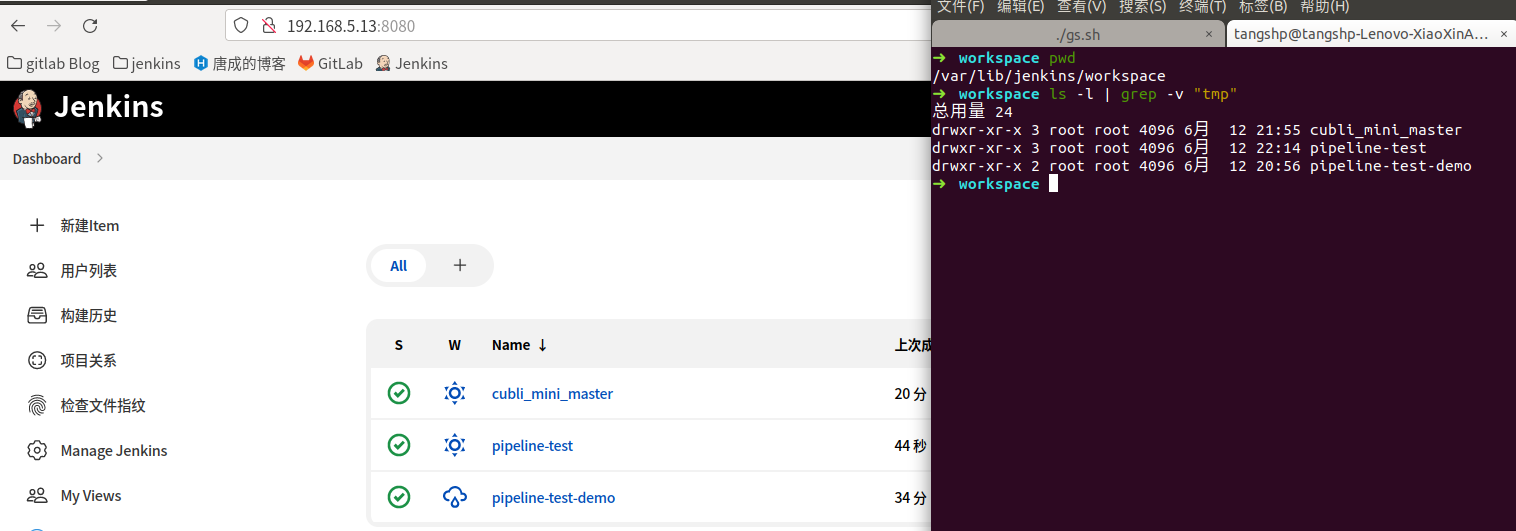 192.168.5.13:8080
gitlab Blog jenkins 唐成的博客 GitLab Jenkins
Jenkins
Dashboard
新建Item
用户列表
构建历史
项目关系
检查文件指纹
Manage Jenkins
My Views
All
S W Name ↓
cubli_mini_master 20 分
pipeline-test 44 秒
pipeline-test-demo 34 分
文件(F) 编辑(E) 查看(V) 搜索(S) 终端(T) 标签(B) 帮助(H)
./gs.sh × tangshp@tangshp-Lenovo-XiaoXinA... ×
→ workspace pwd
/var/lib/jenkins/workspace
→ workspace ls -l | grep -v "tmp"
总用量 24
drwxr-xr-x 3 root root 4096 6月 12 21:55 cubli_mini_master
drwxr-xr-x 3 root root 4096 6月 12 22:14 pipeline-test
drwxr-xr-x 2 root root 4096 6月 12 20:56 pipeline-test-demo
→ workspace